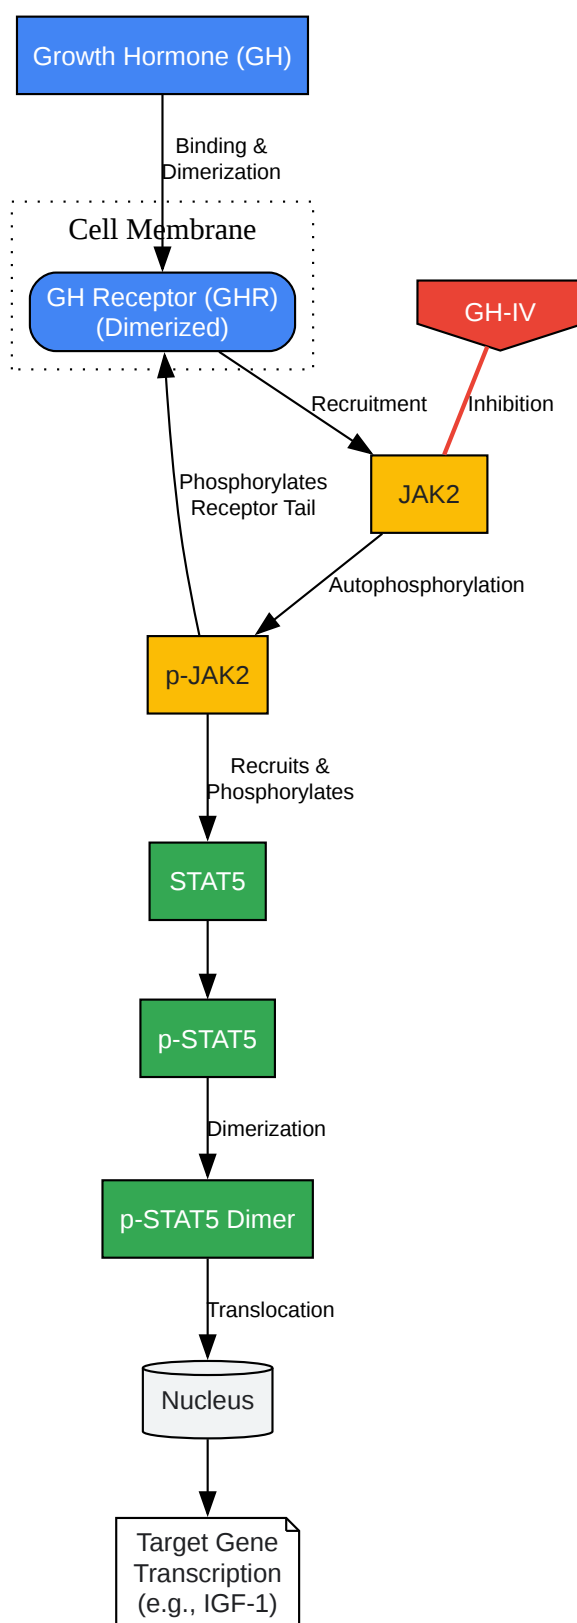 Growth Hormone (GH)
Binding &
Dimerization
Cell Membrane
GH Receptor (GHR)
(Dimerized)
GH-IV
Recruitment
Inhibition
Phosphorylates
Receptor Tail
JAK2
Autophosphorylation
p-JAK2
Recruits &
Phosphorylates
STAT5
p-STAT5
Dimerization
p-STAT5 Dimer
Translocation
Nucleus
Target Gene
Transcription
(e.g., IGF-1)